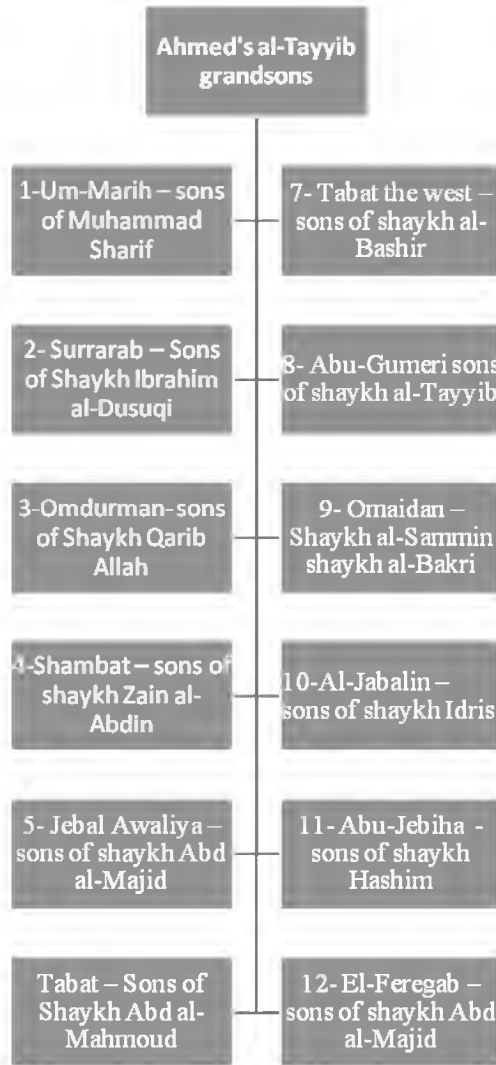 Ahmed's al-Tayyib
grandsons
1-Um-Marih – sons
of Muhammad
Sharif
2- Surrarab – Sons
of Shaykh Ibrahim
al-Dusuqi
3-Omdurman- sons
of Shaykh Qarib
Allah
4-Shambat – sons of
shaykh Zain al-
Abdin
5- Jebal Awaliya –
sons of shaykh Abd
al-Majid
Tabat – Sons of
Shaykh Abd al-
Mahmoud
7- Tabat the west –
sons of shaykh al-
Bashir
8- Abu-Gumeri sons
of shaykh al-Tayyib
9- Omaidan –
Shaykh al-Sammin
shaykh al-Bakri
10-Al-Jabalin –
sons of shaykh Idris
11- Abu-Jebiha -
sons of shaykh
Hashim
12- El-Feregab –
sons of shaykh Abd
al-Majid